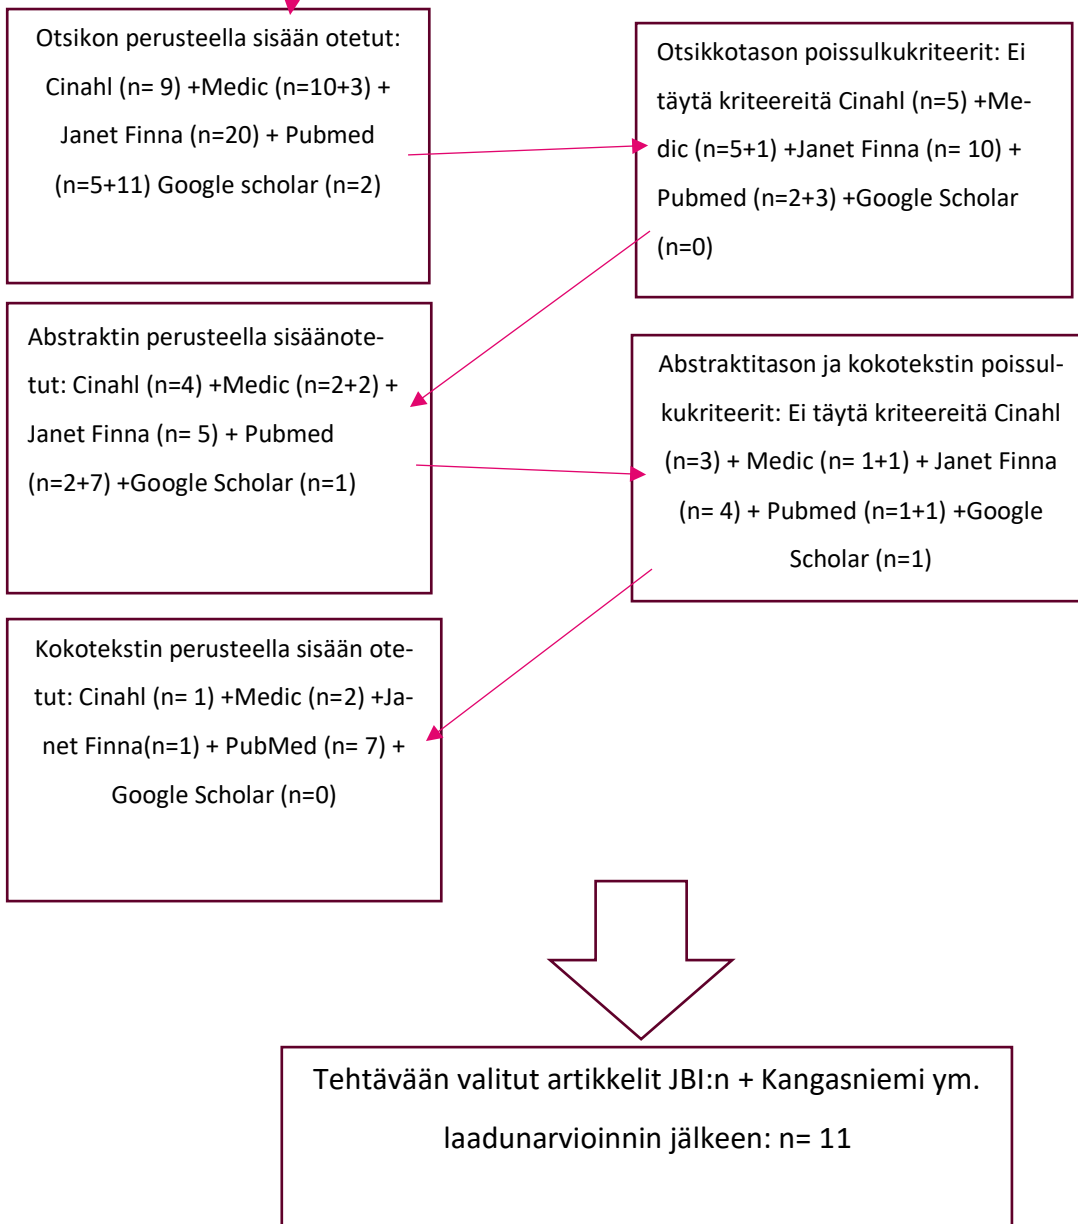 Otsikon perusteella sisään otetut:
Cinahl (n= 9) +Medic (n=10+3) +
Janet Finna (n=20) + Pubmed
(n=5+11) Google scholar (n=2)
Otsikkotason poissulkukriteerit: Ei
täytä kriteereitä Cinahl (n=5) +Me-
dic (n=5+1) +Janet Finna (n= 10) +
Pubmed (n=2+3) +Google Scholar
(n=0)
Abstraktin perusteella sisäänote-
tut: Cinahl (n=4) +Medic (n=2+2) +
Janet Finna (n= 5) + Pubmed
(n=2+7) +Google Scholar (n=1)
Abstraktitason ja kokotekstin poissul-
kukriteerit: Ei täytä kriteereitä Cinahl
(n=3) + Medic (n= 1+1) + Janet Finna
(n= 4) + Pubmed (n=1+1) +Google
Scholar (n=1)
Kokotekstin perusteella sisään ote-
tut: Cinahl (n= 1) +Medic (n=2) +Ja-
net Finna(n=1) + PubMed (n= 7) +
Google Scholar (n=0)
Tehtävään valitut artikkelit JBI:n + Kangasniemi ym.
laadunarvioinnin jälkeen: n= 11